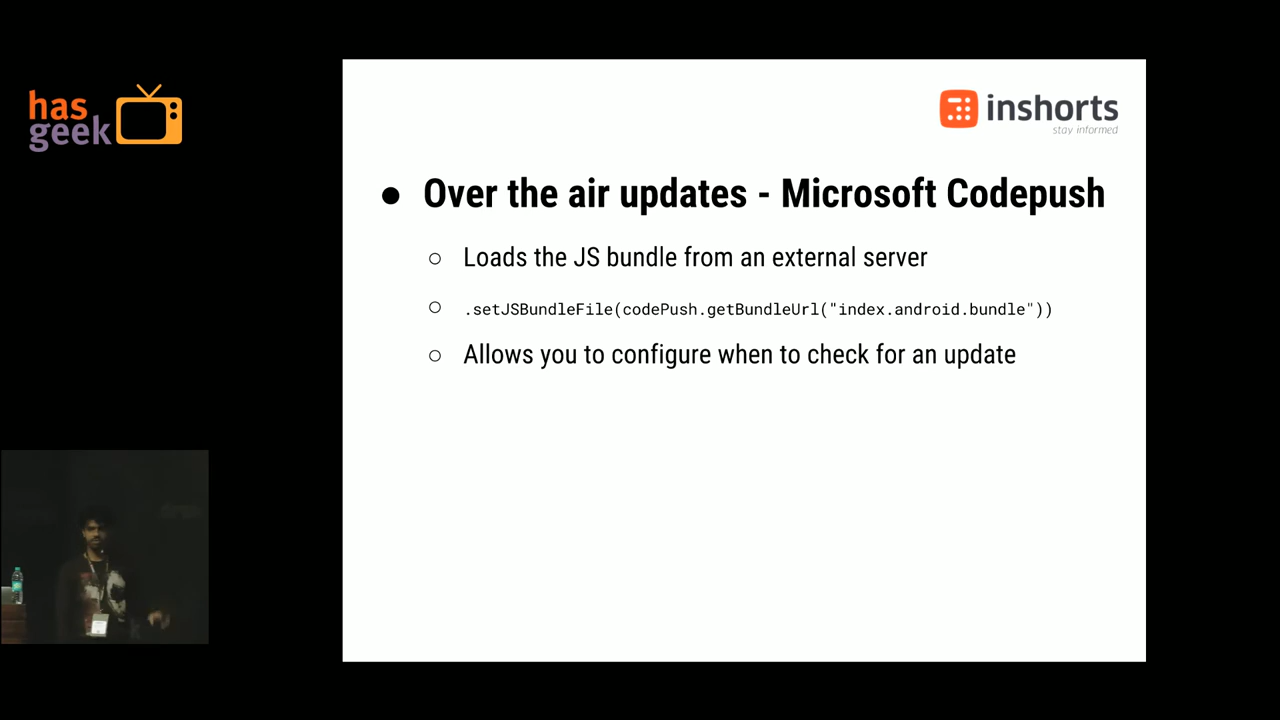 has
geek
inshorts
stay informed
● Over the air updates - Microsoft Codepush
○ Loads the JS bundle from an external server
○ .setJSBundleFile(codePush.getBundleUrl("index.android.bundle"))
○ Allows you to configure when to check for an update